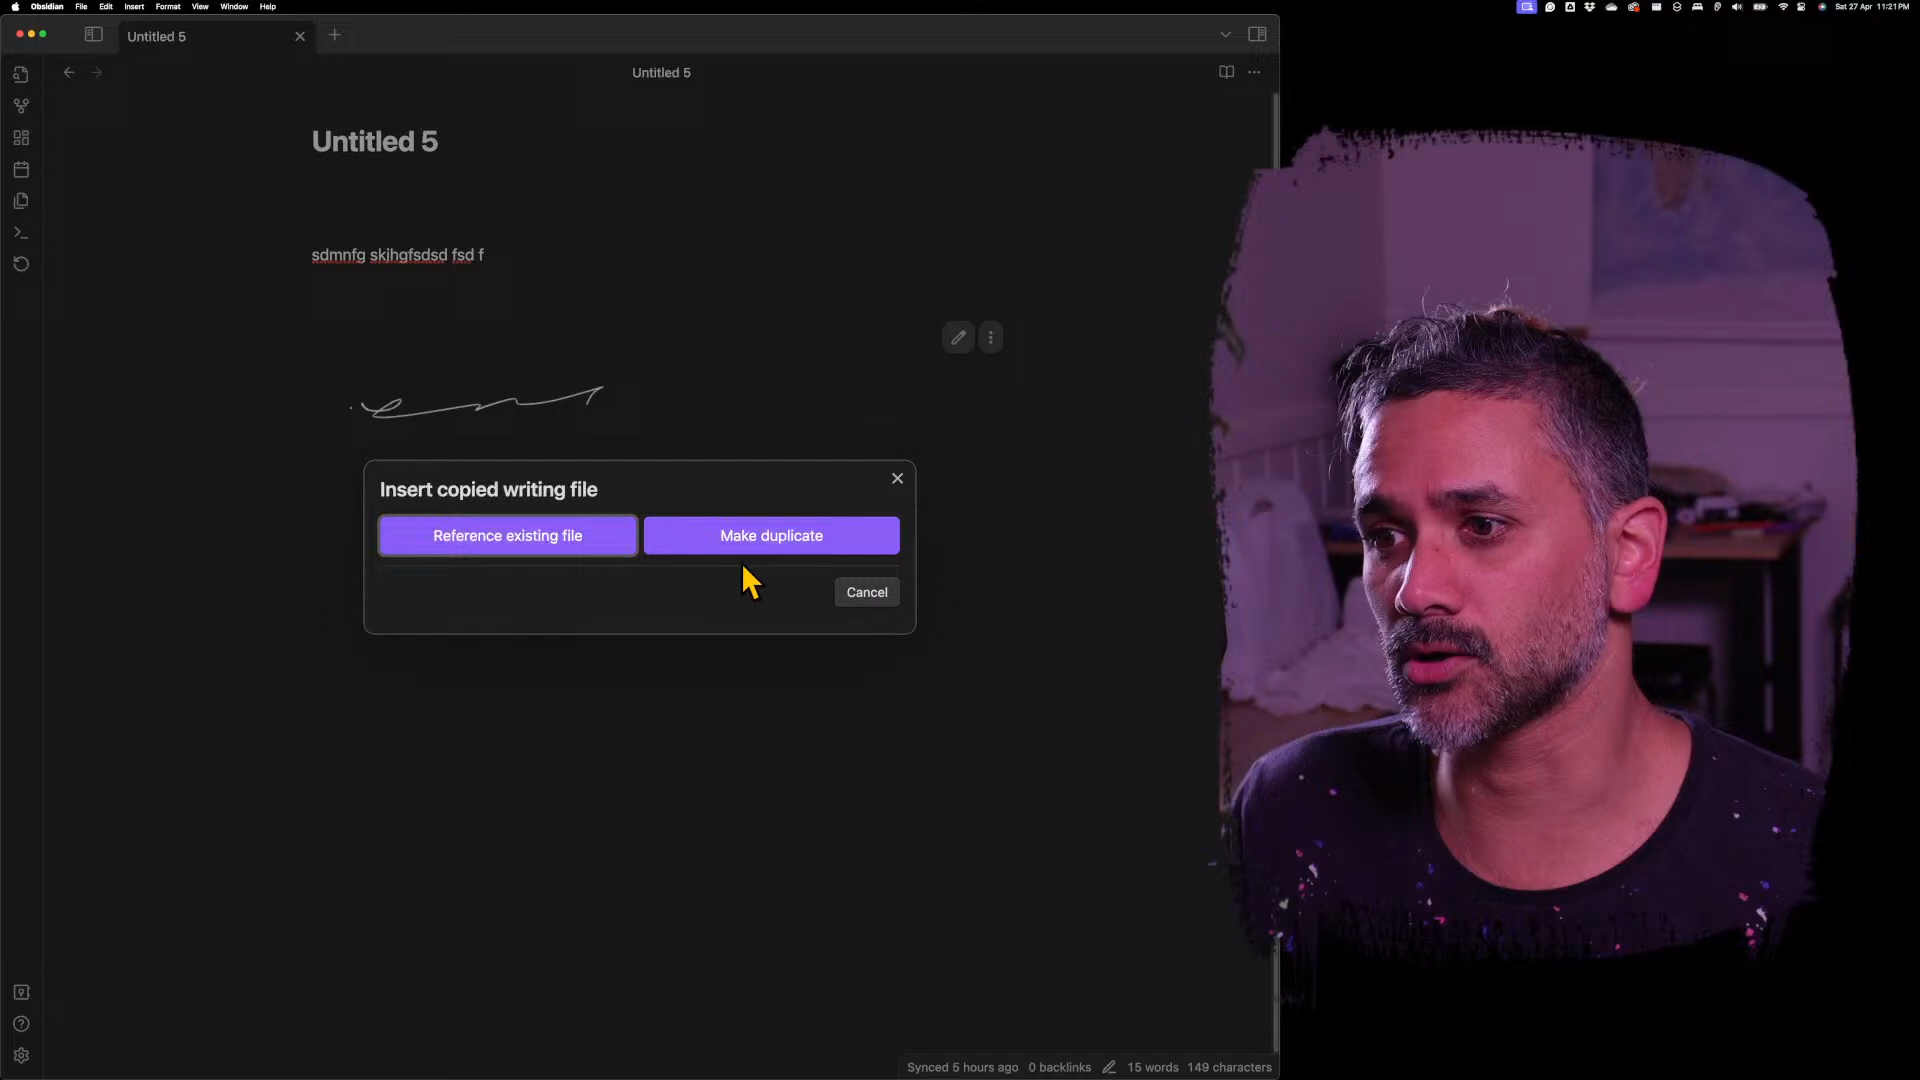 Obsidian File Edit Insert Format View Window Help Sat 27 Apr 11:21PM
Untitled 5
Untitled 5
Untitled 5
sdmnfg skjhgfsdsd fsd f
Insert copied writing file
Reference existing file Make duplicate
Cancel
Synced 5 hours ago 0 backlinks 15 words 149 characters